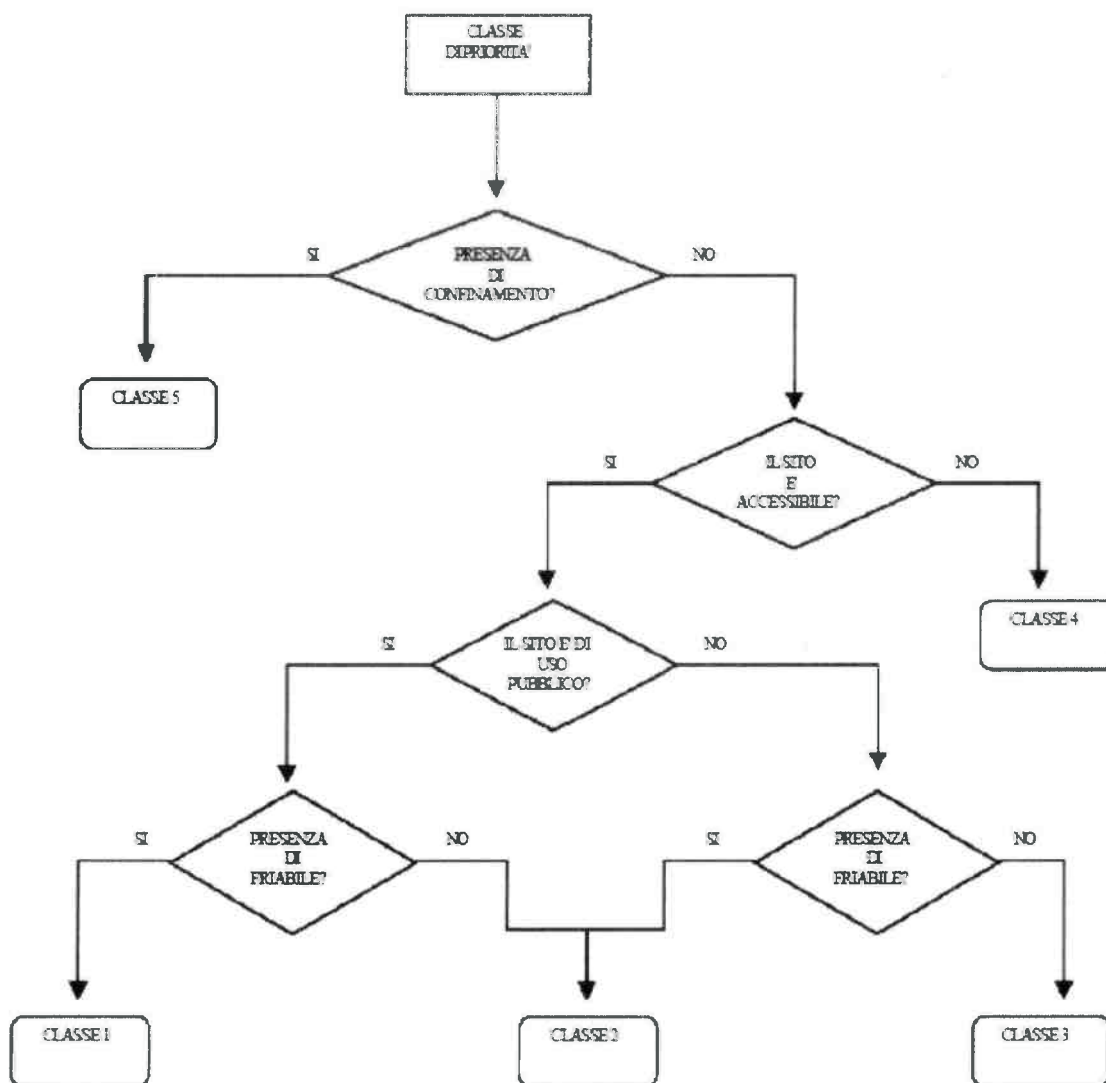 CLASSE
DI PRIORITA'
SI
PRESENZA
DI
CONFINAMENTO?
NO
CLASSE 5
SI
IL SITO
E
ACCESSIBILE?
NO
SI
IL SITO E' DI
USO
PUBBLICO?
NO
CLASSE 4
SI
PRESENZA
DI
FRIABILE?
NO
SI
PRESENZA
DI
FRIABILE?
NO
CLASSE 1
CLASSE 2
CLASSE 3